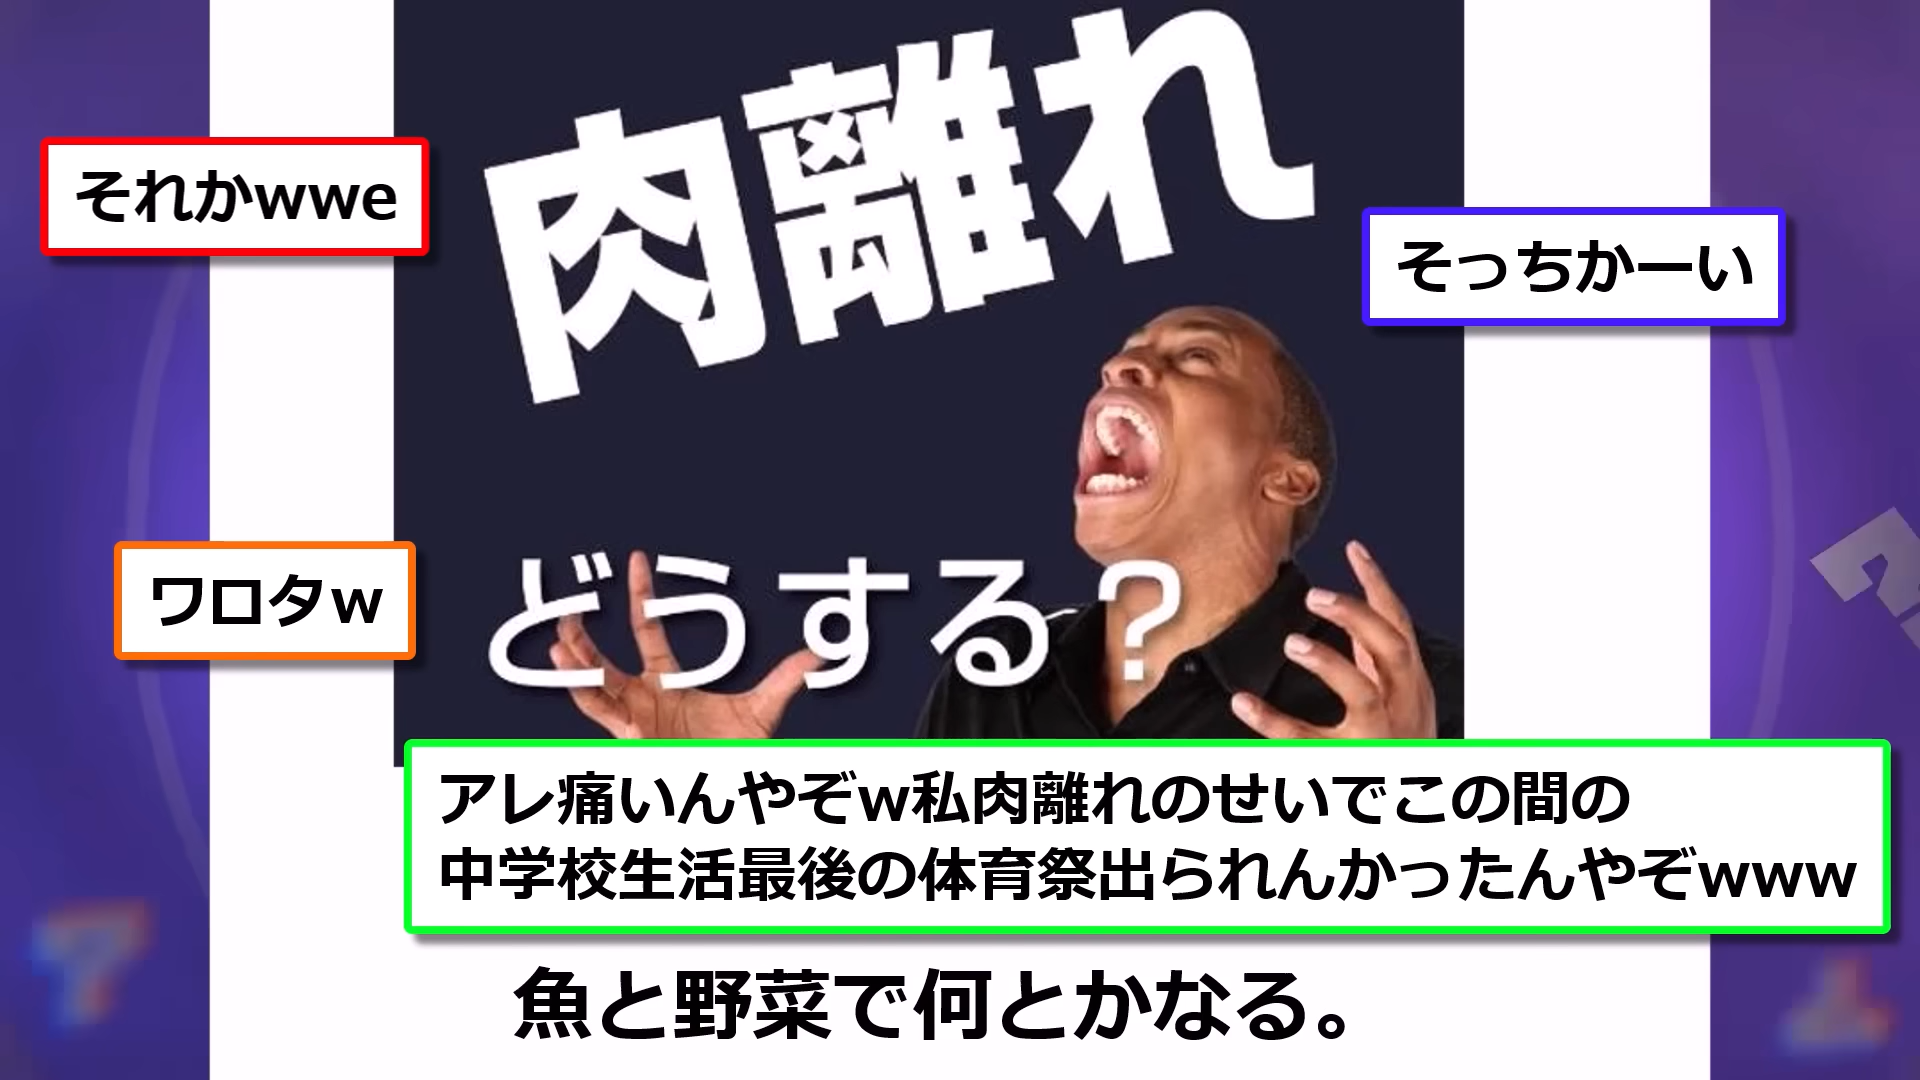 肉離れ
それかwwe
そっちかーい
どうする？
ワロタw
アレ痛いんやぞw私肉離れのせいでこの間の
中学校生活最後の体育祭出られんかったんやぞwww
魚と野菜で何とかなる。